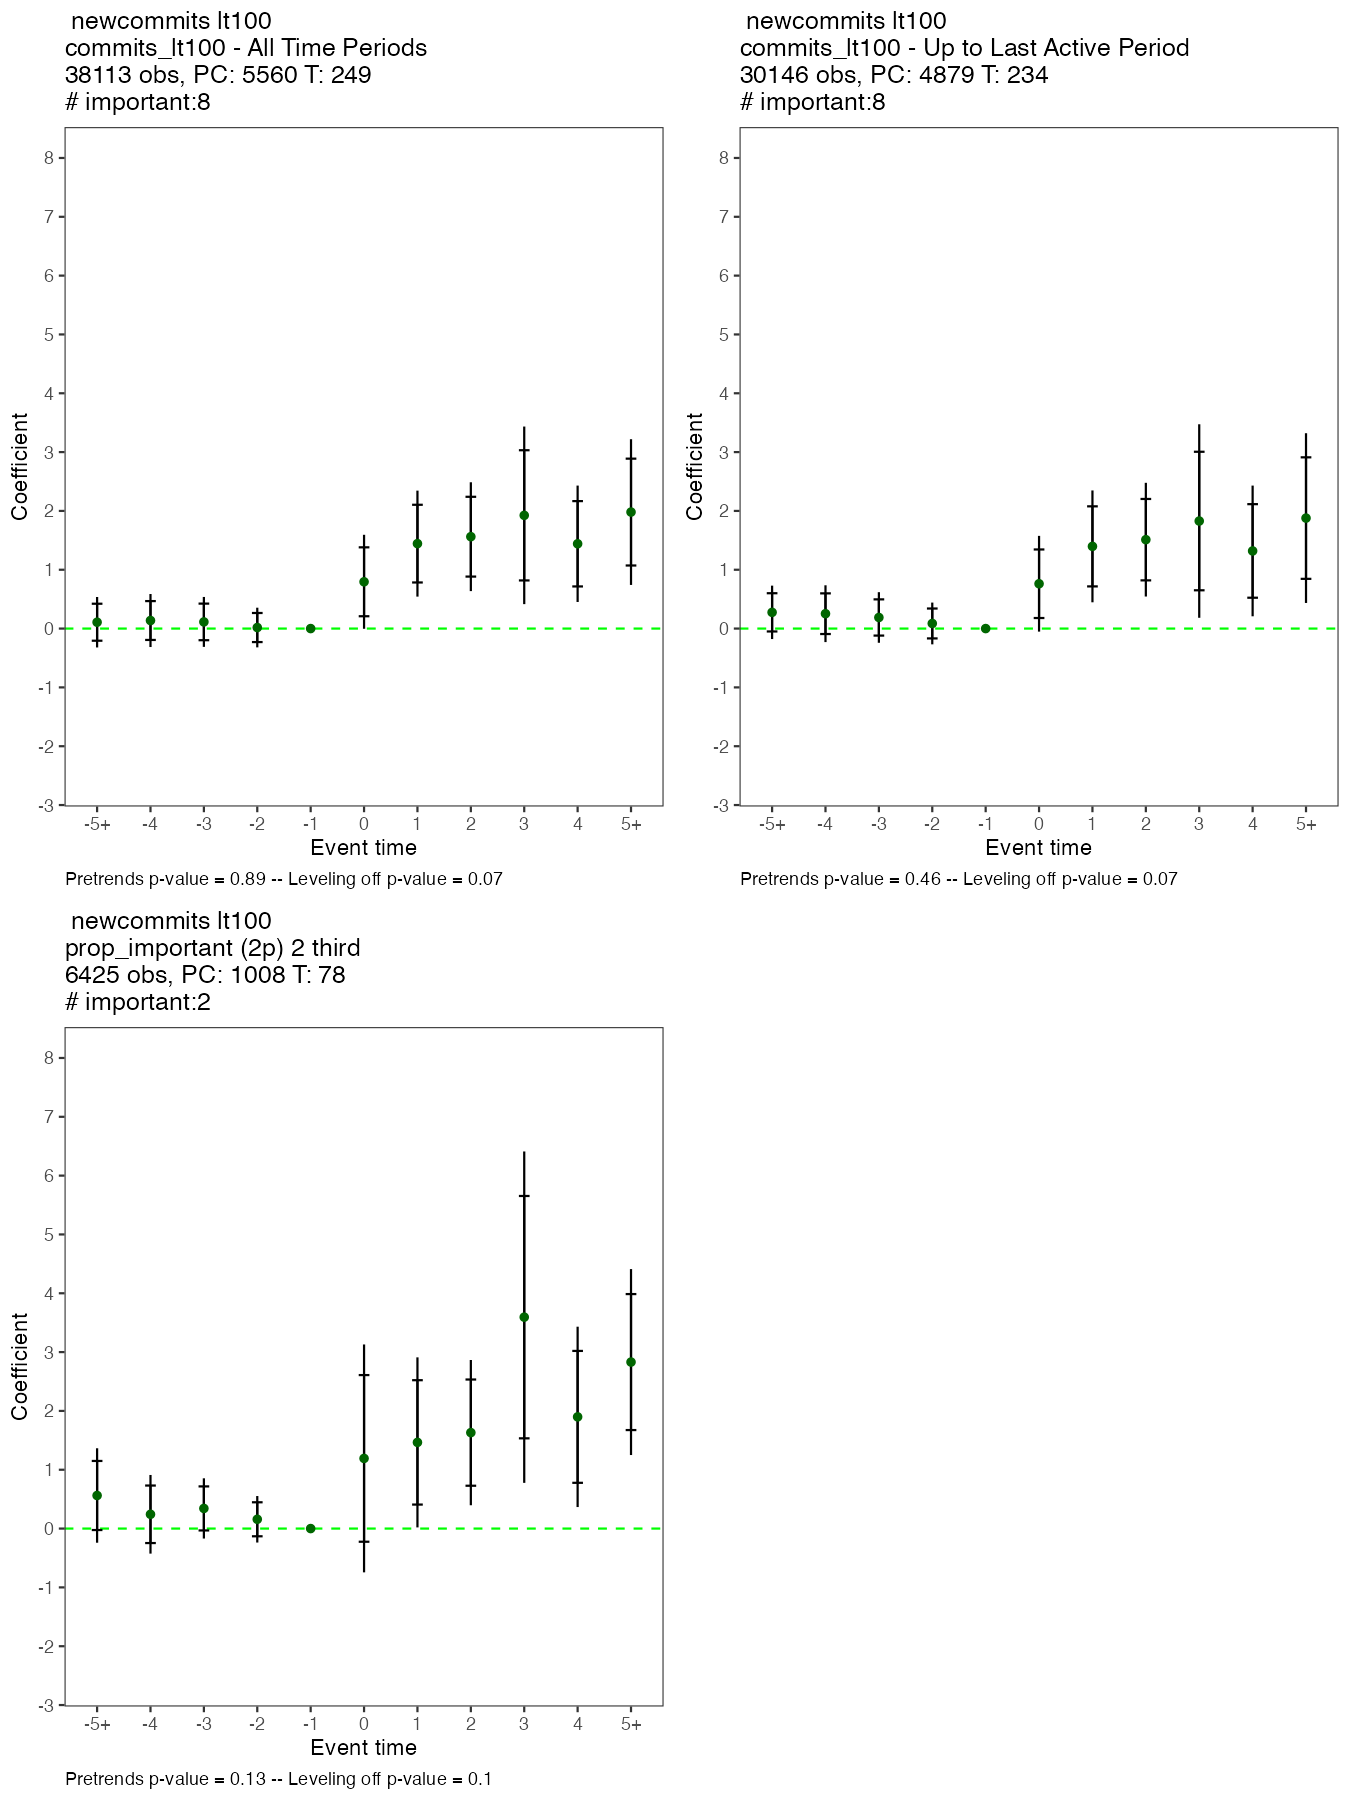 newcommits lt100
commits_lt100 - All Time Periods
38113 obs, PC: 5560 T: 249
# important:8
8
7
6
5
4
3
2
1
0
-1
-2
-3
Coefficient
-5+ -4 -3 -2 -1 0 1 2 3 4 5+
Event time
Pretrends p-value = 0.89 -- Leveling off p-value = 0.07
newcommits lt100
commits_lt100 - Up to Last Active Period
30146 obs, PC: 4879 T: 234
# important:8
8
7
6
5
4
3
2
1
0
-1
-2
-3
Coefficient
-5+ -4 -3 -2 -1 0 1 2 3 4 5+
Event time
Pretrends p-value = 0.46 -- Leveling off p-value = 0.07
newcommits lt100
prop_important (2p) 2 third
6425 obs, PC: 1008 T: 78
# important:2
8
7
6
5
4
3
2
1
0
-1
-2
-3
Coefficient
-5+ -4 -3 -2 -1 0 1 2 3 4 5+
Event time
Pretrends p-value = 0.13 -- Leveling off p-value = 0.1